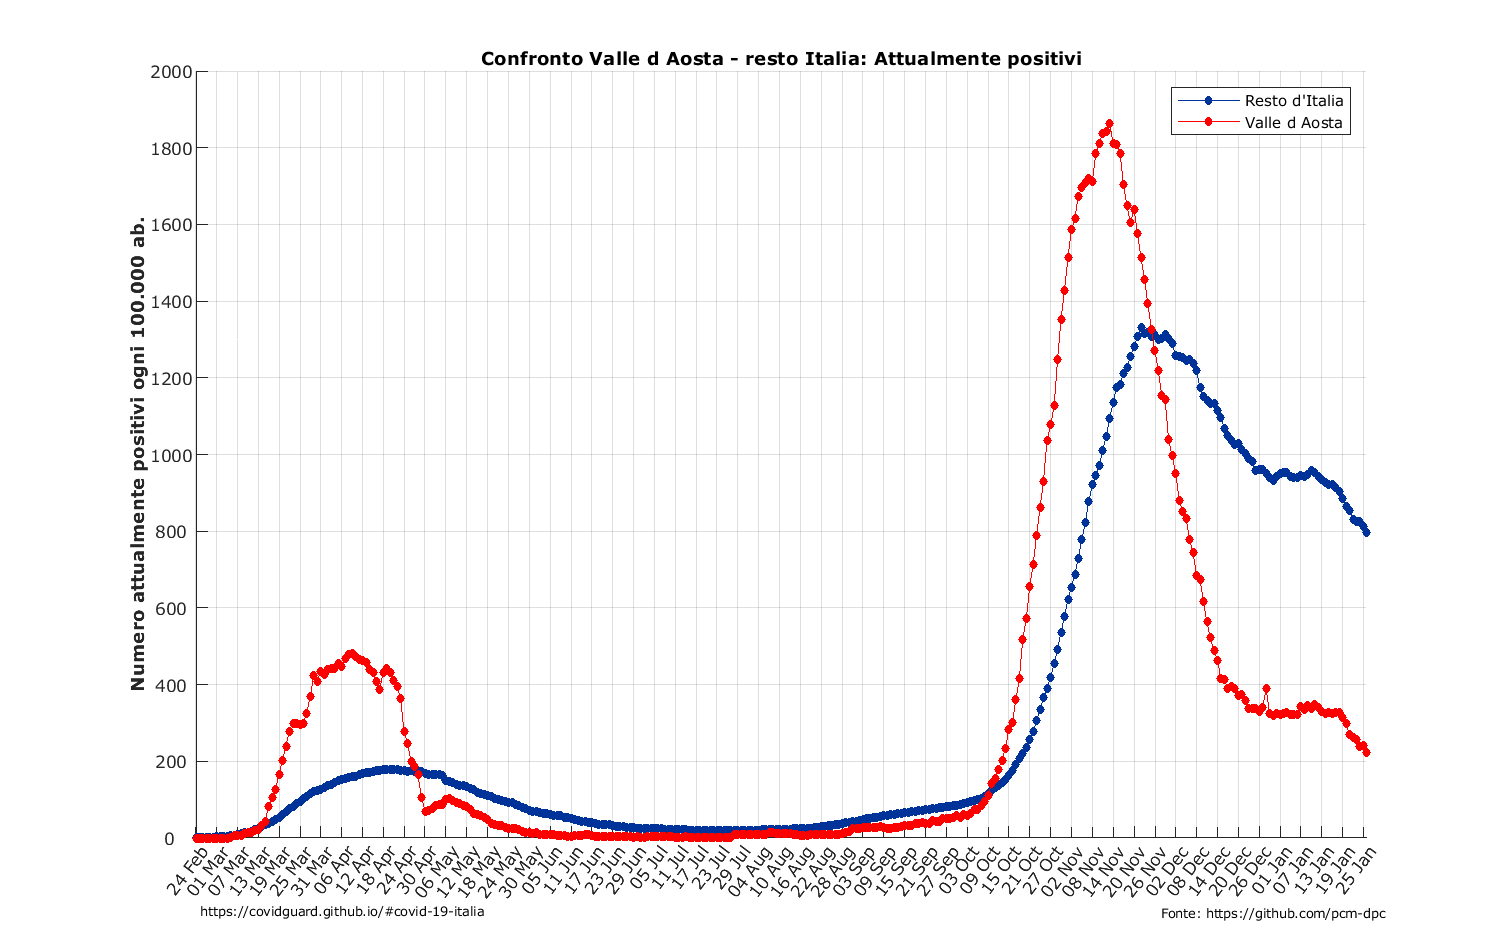 Confronto Valle d Aosta - resto Italia: Attualmente positivi
Resto d'Italia
Valle d Aosta
Numero attualmente positivi ogni 100.000 ab.
2000
1800
1600
1400
1200
1000
800
600
400
200
0
24 Feb
01 Mar
07 Mar
13 Mar
19 Mar
25 Mar
31 Mar
06 Apr
12 Apr
18 Apr
24 Apr
30 Apr
06 May
12 May
18 May
24 May
30 May
05 Jun
11 Jun
17 Jun
23 Jun
29 Jun
05 Jul
11 Jul
17 Jul
23 Jul
29 Jul
04 Aug
10 Aug
16 Aug
22 Aug
28 Aug
03 Sep
09 Sep
15 Sep
21 Sep
27 Sep
03 Oct
09 Oct
15 Oct
21 Oct
27 Oct
02 Nov
08 Nov
14 Nov
20 Nov
26 Nov
02 Dec
08 Dec
14 Dec
20 Dec
26 Dec
01 Jan
07 Jan
13 Jan
19 Jan
25 Jan
https://covidguard.github.io/#covid-19-italia
Fonte: https://github.com/pcm-dpc